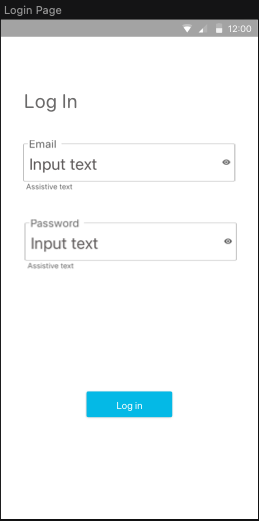 Login Page
12:00
Log In
Email
Input text
Assistive text
Password
Input text
Assistive text
Log in